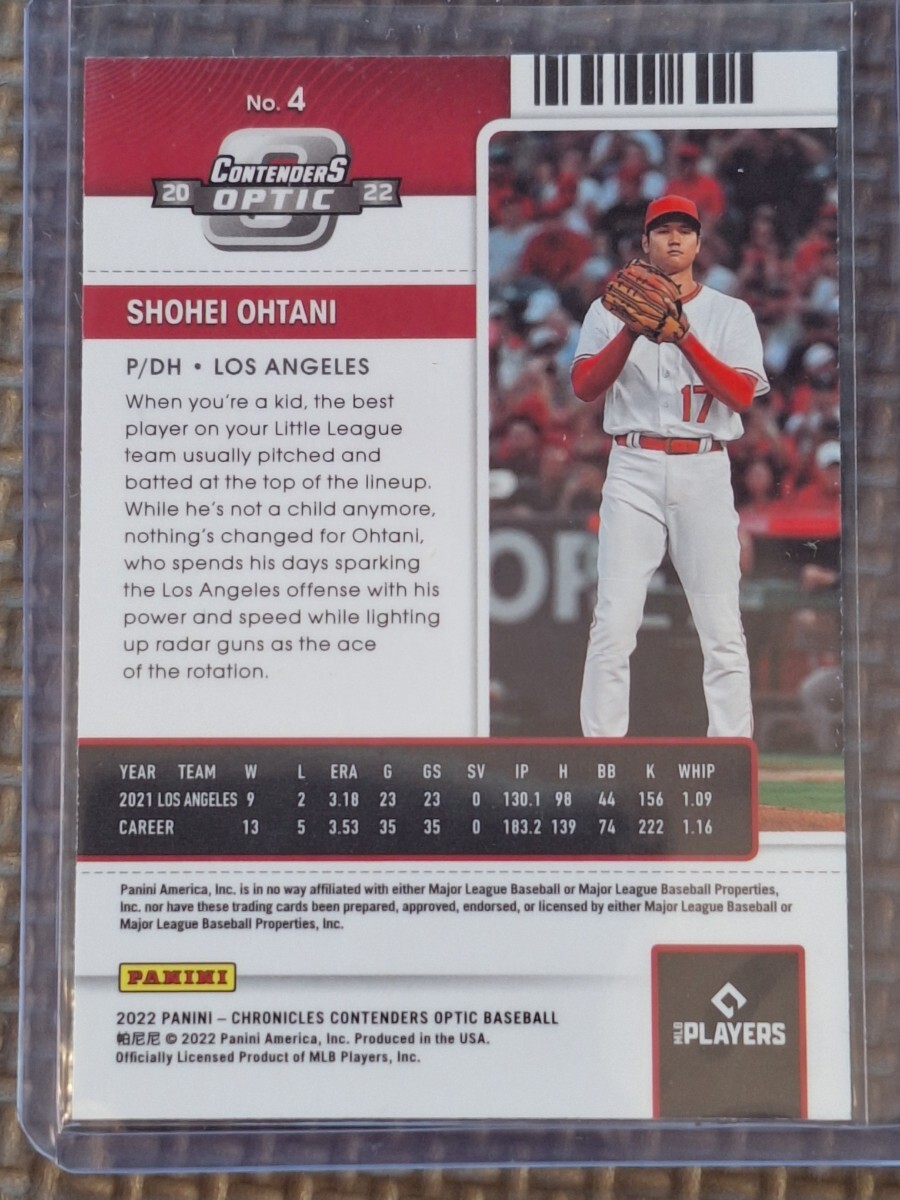 No. 4
CONTENDERS
20 OPTIC 22
SHOHEI OHTANI
P/DH • LOS ANGELES
When you're a kid, the best
player on your Little League
team usually pitched and
batted at the top of the lineup.
While he's not a child anymore,
nothing's changed for Ohtani,
who spends his days sparking
the Los Angeles offense with his
power and speed while lighting
up radar guns as the ace
of the rotation.
17
YEAR TEAM W L ERA G GS SV IP H BB K WHIP
2021 LOS ANGELES 9 2 3.18 23 23 0 130.1 98 44 156 1.09
CAREER 13 5 3.53 35 35 0 183.2 139 74 222 1.16
Panini America, Inc. is in no way affiliated with either Major League Baseball or Major League Baseball Properties,
Inc. nor have these trading cards been prepared, approved, endorsed, or licensed by either Major League Baseball or
Major League Baseball Properties, Inc.
PANINI
2022 PANINI – CHRONICLES CONTENDERS OPTIC BASEBALL
帕尼尼 © 2022 Panini America, Inc. Produced in the USA.
Officially Licensed Product of MLB Players, Inc.
MLB PLAYERS